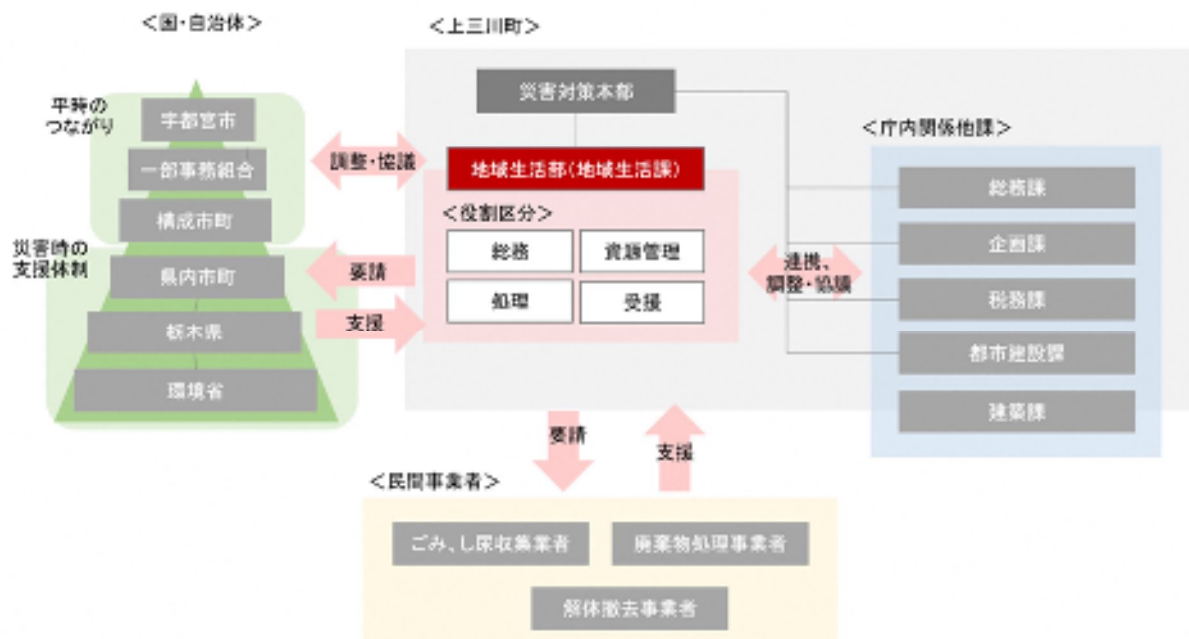 ＜国・自治体＞
平時の
つながり
宇都宮市
一部事務組合
構成市町
災害時の
支援体制
県内市町
栃木県
環境省
調整・協議
要請
支援
＜上三川町＞
災害対策本部
地域生活部(地域生活課)
＜役割区分＞
総務
資源管理
処理
受援
連携、
調整・協議
＜庁内関係他課＞
総務課
企画課
税務課
都市建設課
建築課
要請
支援
＜民間事業者＞
ごみ、し尿収集業者
廃棄物処理事業者
解体撤去事業者